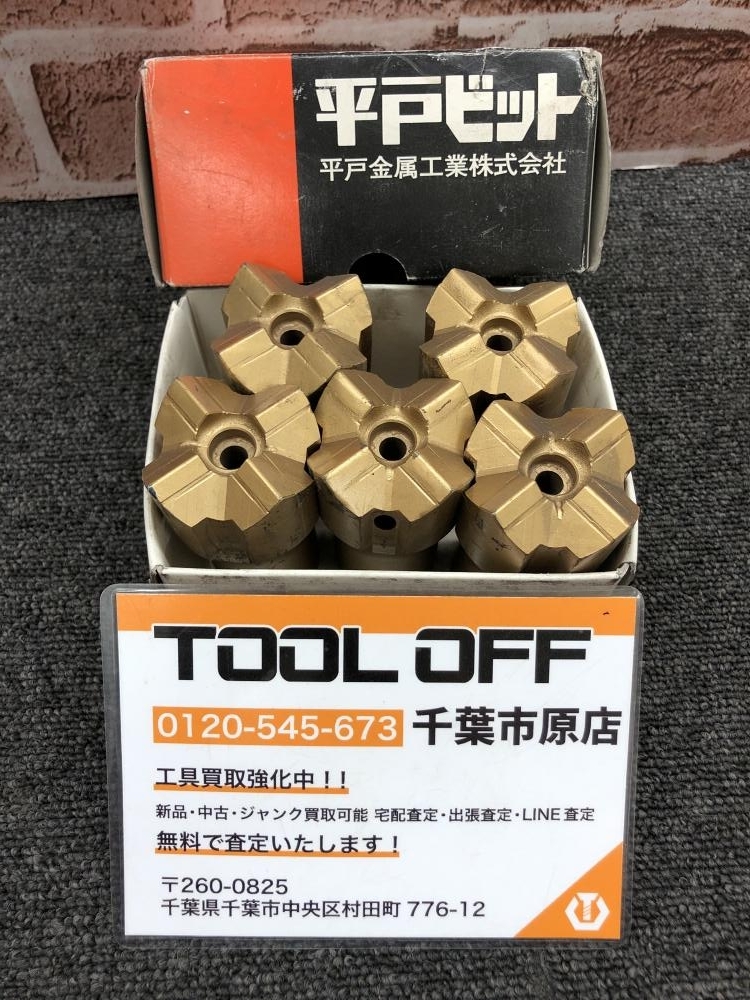 平戸ビット
平戸金属工業株式会社
TOOL OFF
0120-545-673 千葉市原店
工具買取強化中！！
新品・中古・ジャンク買取可能 宅配査定・出張査定・LINE査定
無料で査定いたします！
〒260-0825
千葉県千葉市中央区村田町 776-12